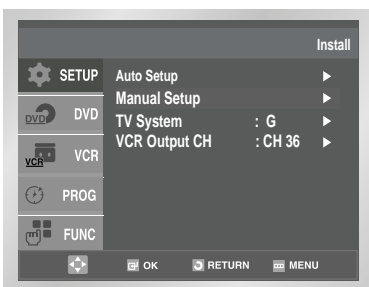 Install
SETUP
Auto Setup
Manual Setup
DVD DVD
TV System : G
VCR Output CH : CH 36
VCR VCR
PROG
FUNC
OK RETURN MENU